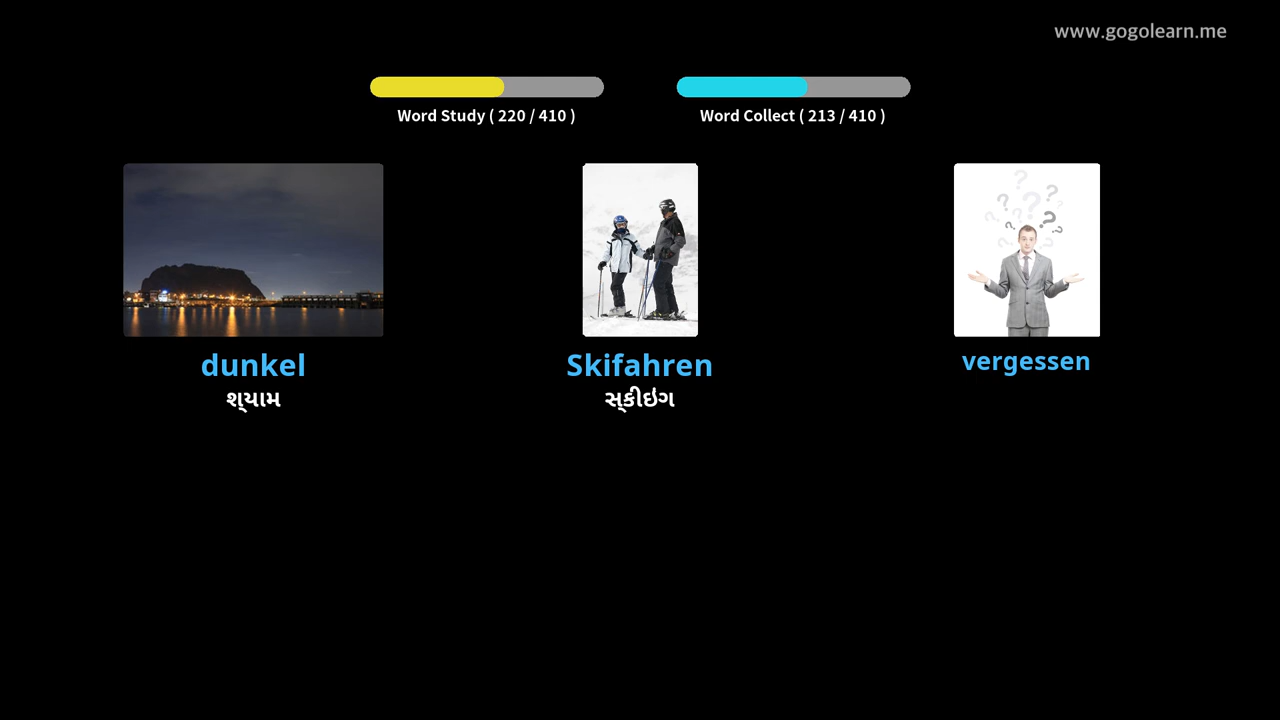 www.gogolearn.me
Word Study ( 220 / 410 )
Word Collect ( 213 / 410 )
dunkel
શ્યામ
Skifahren
સ્કીઇંગ
vergessen